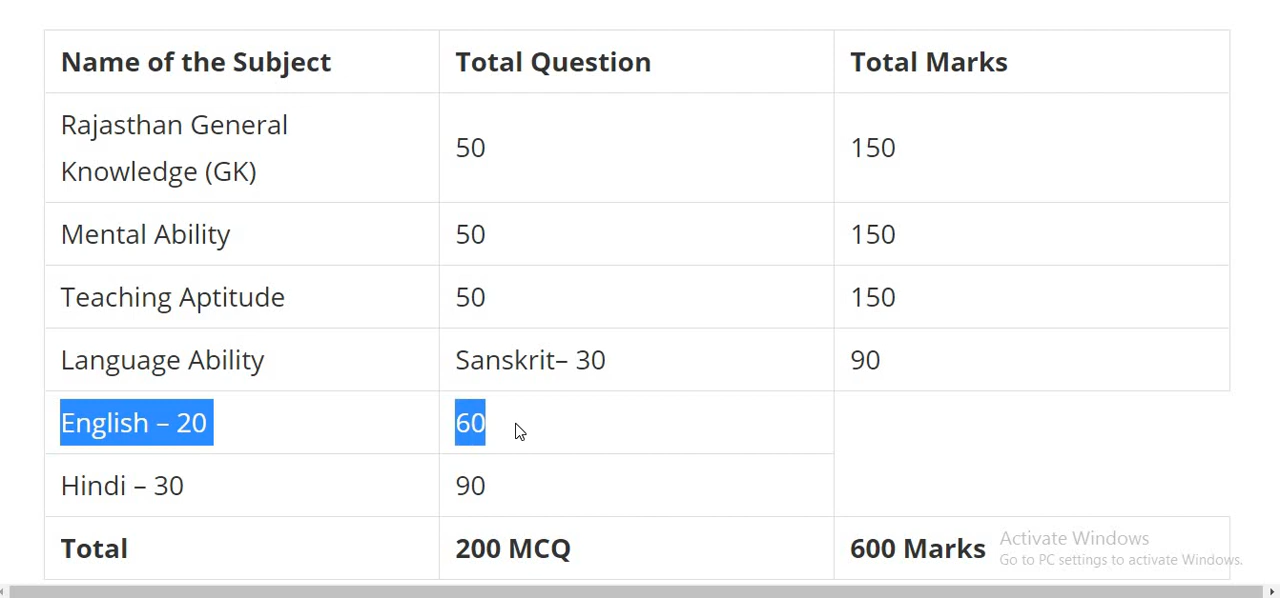 Name of the Subject Total Question Total Marks
Rajasthan General
Knowledge (GK) 50 150
Mental Ability 50 150
Teaching Aptitude 50 150
Language Ability Sanskrit– 30 90
English – 20 60
Hindi – 30 90
Total 200 MCQ 600 Marks
Activate Windows
Go to PC settings to activate Windows.